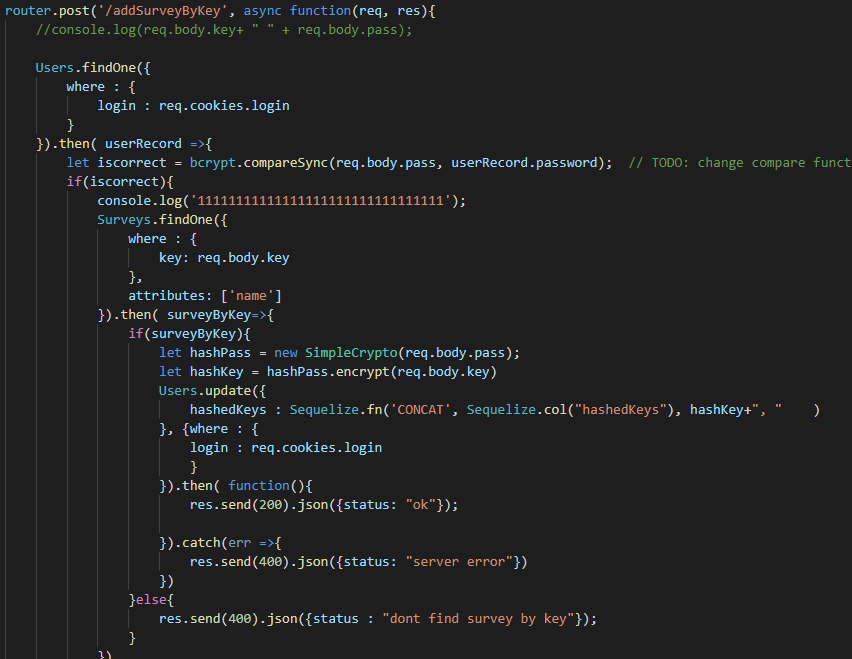 router.post('/addSurveyByKey', async function(req, res){
//console.log(req.body.key+ " " + req.body.pass);
Users.findOne({
where : {
login : req.cookies.login
}
}).then( userRecord =>{
let iscorrect = bcrypt.compareSync(req.body.pass, userRecord.password);  // TODO: change compare funct
if(iscorrect){
console.log('11111111111111111111111111111111');
Surveys.findOne({
where : {
key: req.body.key
},
attributes: ['name']
}).then( surveyByKey=>{
if(surveyByKey){
let hashPass = new SimpleCrypto(req.body.pass);
let hashKey = hashPass.encrypt(req.body.key)
Users.update({
hashedKeys : Sequelize.fn('CONCAT', Sequelize.col("hashedKeys"), hashKey+", "    )
}, {where : {
login : req.cookies.login
}
}).then( function(){
res.send(200).json({status: "ok"});
}).catch(err =>{
res.send(400).json({status: "server error"})
})
}else{
res.send(400).json({status : "dont find survey by key"});
}
})